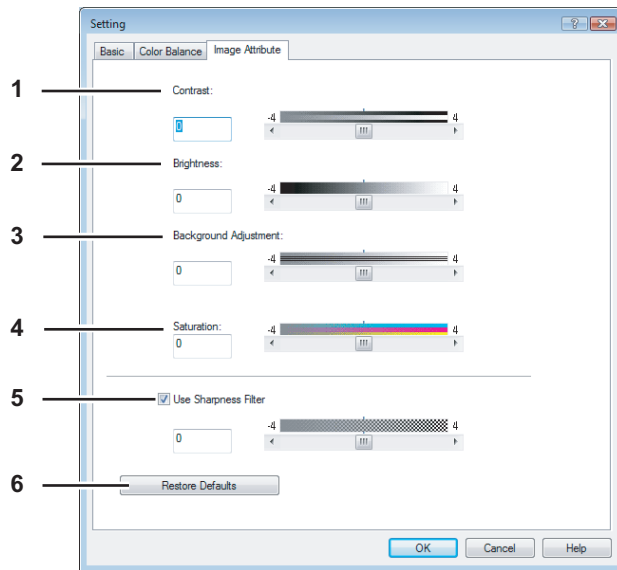 Setting
Basic Color Balance Image Attribute
1 Contrast:
0 -4 4
2 Brightness:
0 -4 4
3 Background Adjustment:
0 -4 4
4 Saturation:
0 -4 4
5 Use Sharpness Filter
0 -4 4
6 Restore Defaults
OK Cancel Help